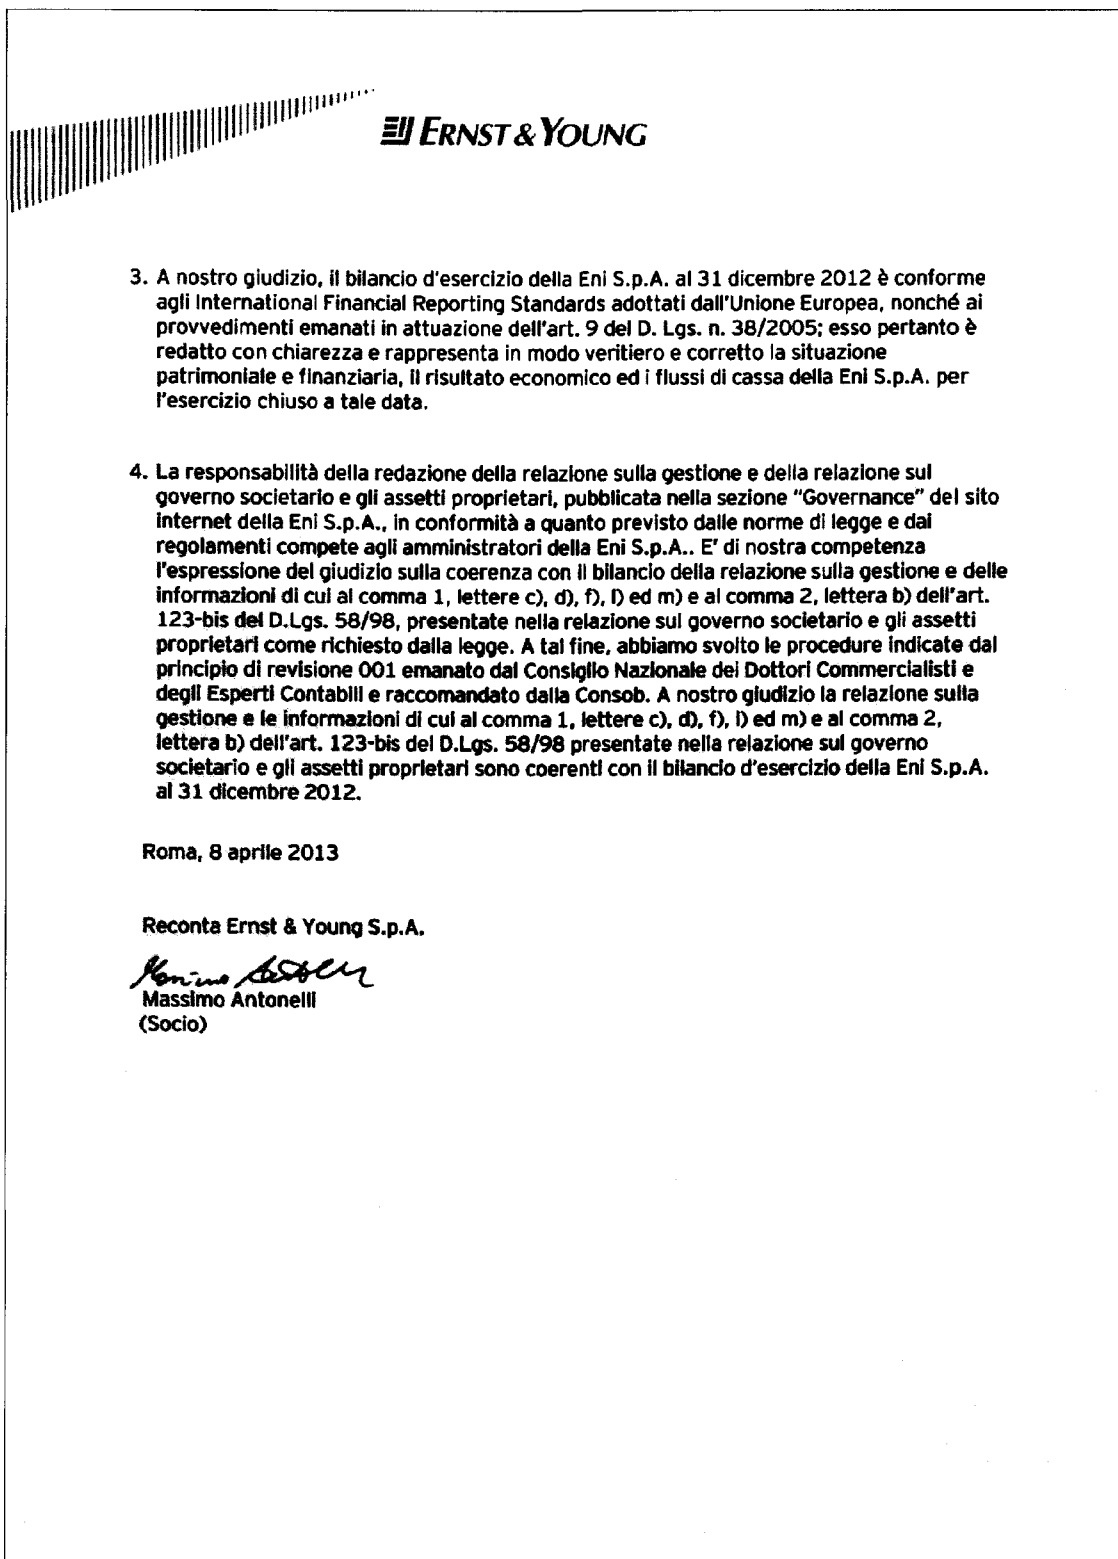 ERNST & YOUNG
3. A nostro giudizio, il bilancio d'esercizio della Eni S.p.A. al 31 dicembre 2012 è conforme
agli International Financial Reporting Standards adottati dall'Unione Europea, nonché ai
provvedimenti emanati in attuazione dell'art. 9 del D. Lgs. n. 38/2005; esso pertanto è
redatto con chiarezza e rappresenta in modo veritiero e corretto la situazione
patrimoniale e finanziaria, il risultato economico ed i flussi di cassa della Eni S.p.A. per
l'esercizio chiuso a tale data.
4. La responsabilità della redazione della relazione sulla gestione e della relazione sul
governo societario e gli assetti proprietari, pubblicata nella sezione "Governance" del sito
internet della Eni S.p.A., in conformità a quanto previsto dalle norme di legge e dai
regolamenti compete agli amministratori della Eni S.p.A.. E' di nostra competenza
l'espressione del giudizio sulla coerenza con il bilancio della relazione sulla gestione e delle
informazioni di cui al comma 1, lettere c), d), f), l) ed m) e al comma 2, lettera b) dell'art.
123-bis del D.Lgs. 58/98, presentate nella relazione sul governo societario e gli assetti
proprietari come richiesto dalla legge. A tal fine, abbiamo svolto le procedure indicate dal
principio di revisione 001 emanato dal Consiglio Nazionale dei Dottori Commercialisti e
degli Esperti Contabili e raccomandato dalla Consob. A nostro giudizio la relazione sulla
gestione e le informazioni di cui al comma 1, lettere c), d), f), l) ed m) e al comma 2,
lettera b) dell'art. 123-bis del D.Lgs. 58/98 presentate nella relazione sul governo
societario e gli assetti proprietari sono coerenti con il bilancio d'esercizio della Eni S.p.A.
al 31 dicembre 2012.
Roma, 8 aprile 2013
Reconta Ernst & Young S.p.A.
Massimo Antonelli
(Socio)